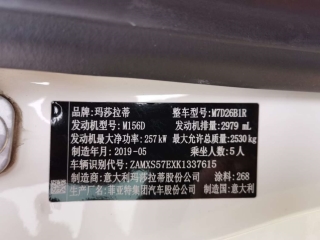 品牌：玛莎拉蒂 整车型号：M7D26B1R
发动机型号：M156D 发动机排量：2979 mL
发动机最大净功率：257kW 最大允许总质量：2530kg
制造年月：2019-05 乘坐人数：5人
车辆识别代号：ZAMXS57EXK1337615
制造商：意大利玛莎拉蒂股份公司 涂料：268
生产厂名：菲亚特集团汽车股份公司 制造国：意大利